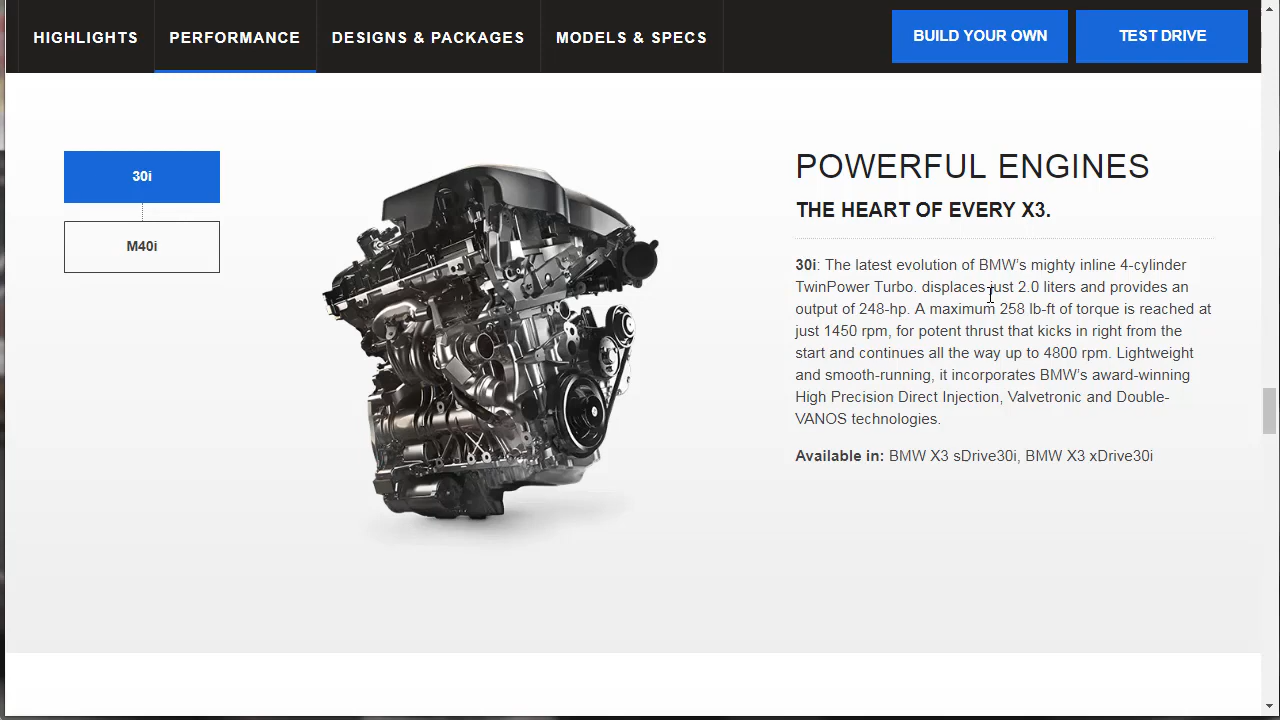 HIGHLIGHTS
PERFORMANCE
DESIGNS & PACKAGES
MODELS & SPECS
BUILD YOUR OWN
TEST DRIVE
30i
M40i
POWERFUL ENGINES
THE HEART OF EVERY X3.
30i: The latest evolution of BMW's mighty inline 4-cylinder
TwinPower Turbo. displaces just 2.0 liters and provides an
output of 248-hp. A maximum 258 lb-ft of torque is reached at
just 1450 rpm, for potent thrust that kicks in right from the
start and continues all the way up to 4800 rpm. Lightweight
and smooth-running, it incorporates BMW's award-winning
High Precision Direct Injection, Valvetronic and Double-
VANOS technologies.
Available in: BMW X3 sDrive30i, BMW X3 xDrive30i